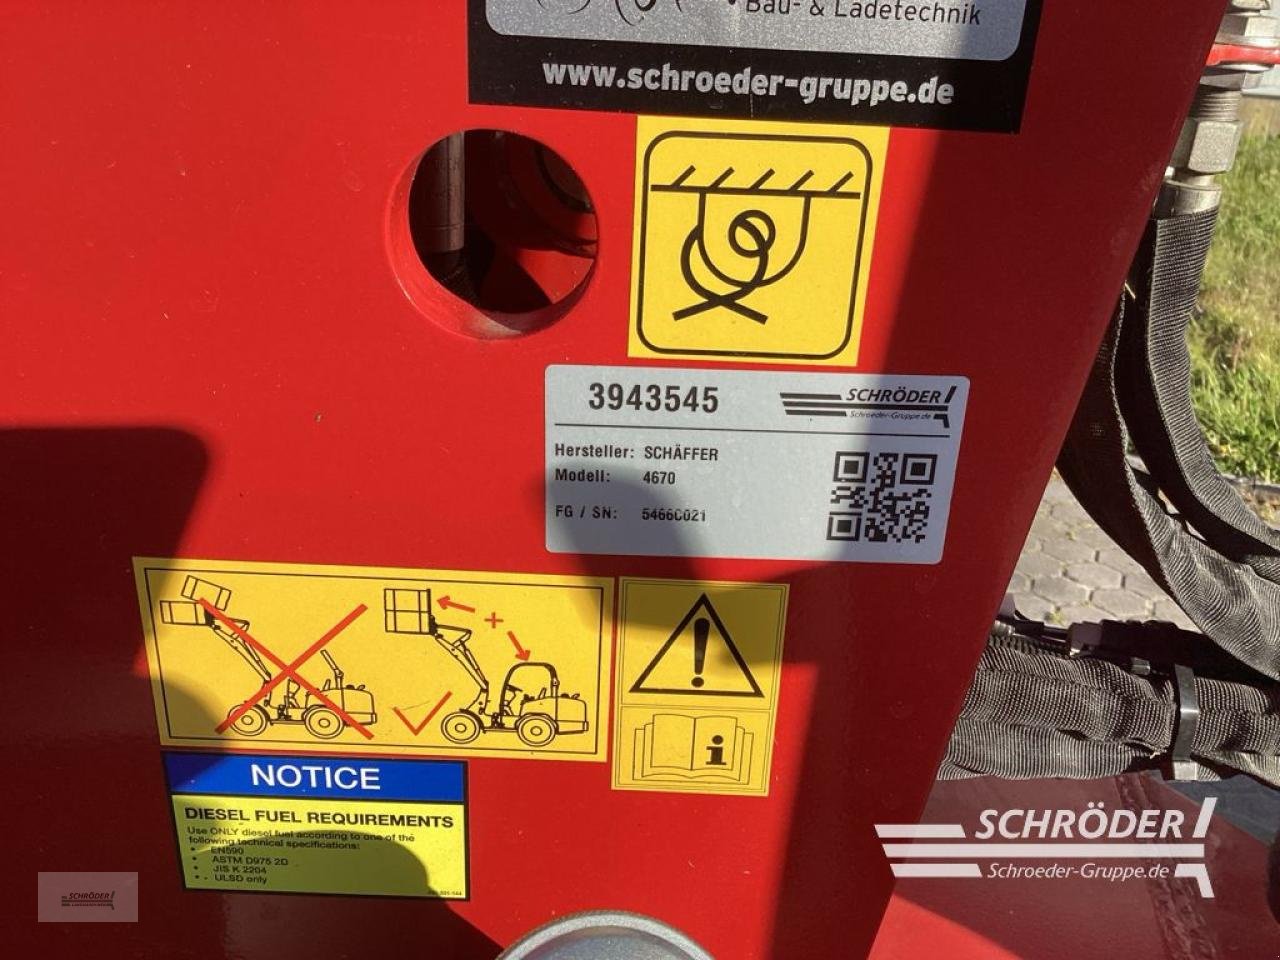 Bau- & Ladetechnik
www.schroeder-gruppe.de
3943545
SCHRÖDER
Schroeder-Gruppe.de
Hersteller: SCHÄFFER
Modell: 4670
FG / SN:
+
i
NOTICE
DIESEL FUEL REQUIREMENTS
Use ONLY diesel fuel according to one of the
following technical specifications:
• EN590
• ASTM D975 2D
• JIS K 2204
• ULSD only
SCHRÖDER
Schroeder-Gruppe.de
SCHRÖDER